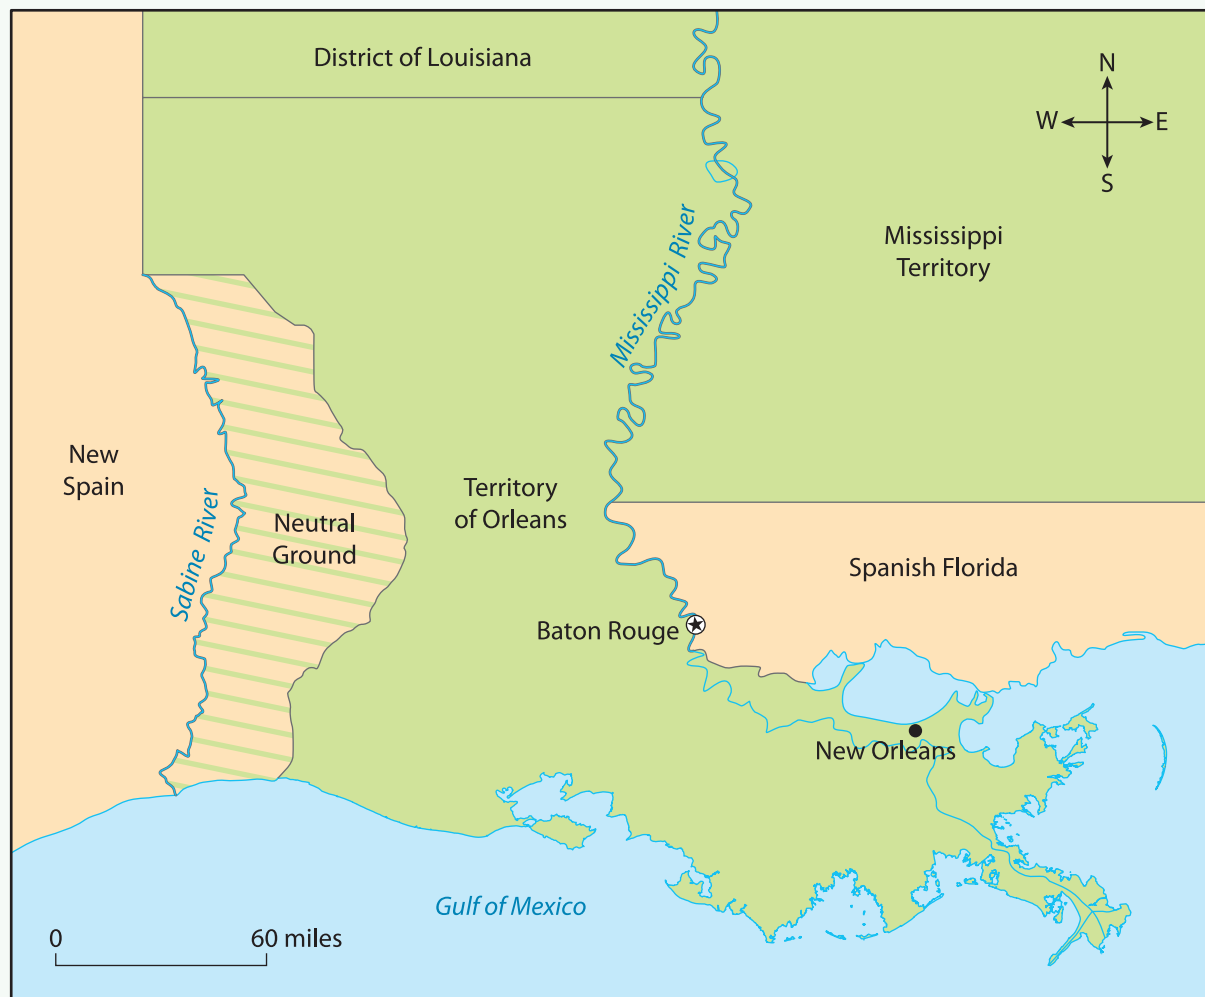 District of Louisiana
N
W
E
S
Mississippi
Territory
Mississippi River
New
Spain
Territory
of Orleans
Sabine River
Neutral
Ground
Spanish Florida
Baton Rouge
New Orleans
Gulf of Mexico
0
60 miles